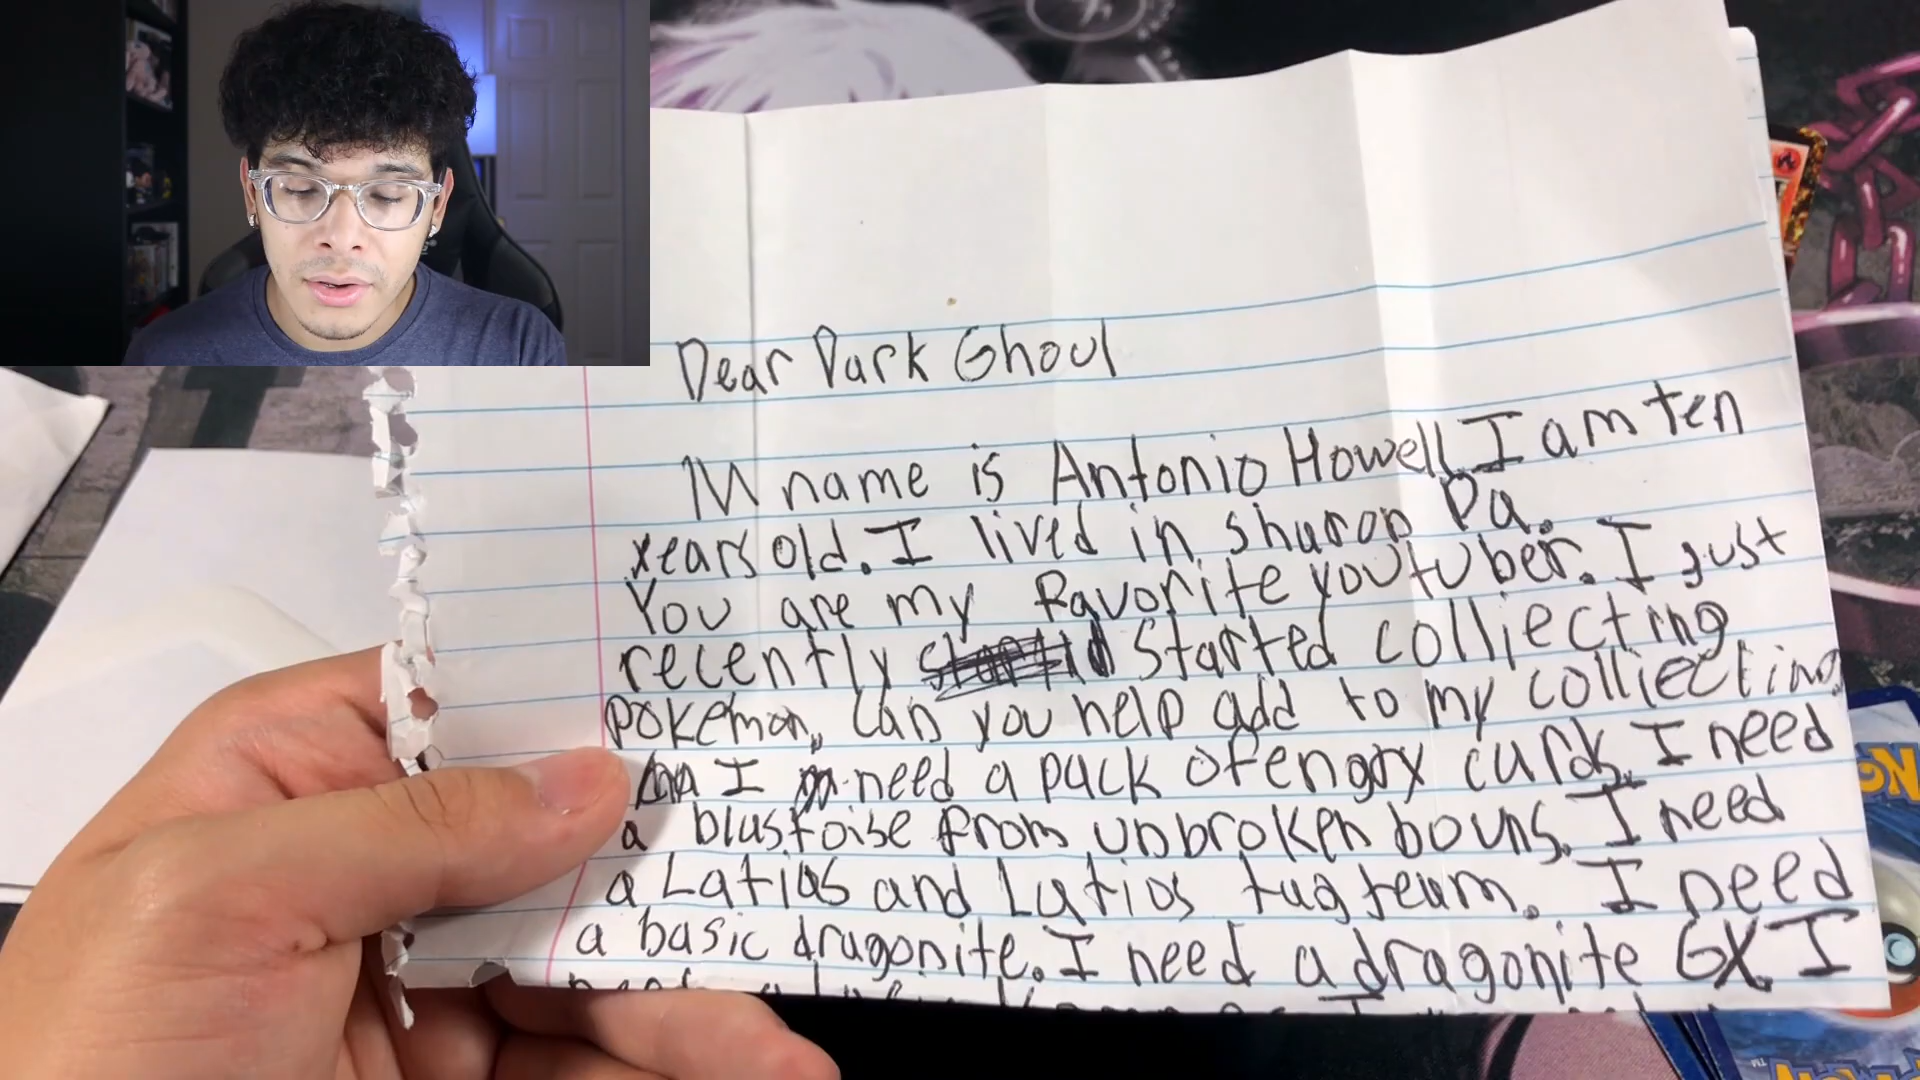 Dear Dark Ghoul
M name is Antonio Howell I am ten
years old. I lived in sharon Pa.
You are my favorite youtuber. I just
recently started colliecting
pokemon, Can you help add to my colliecting
I need a pack of engry cards. I need
a blastoise from unbroken bouns. I need
a Latias and Latios tag team. I need
a basic dragonite. I need a dragonite GX I